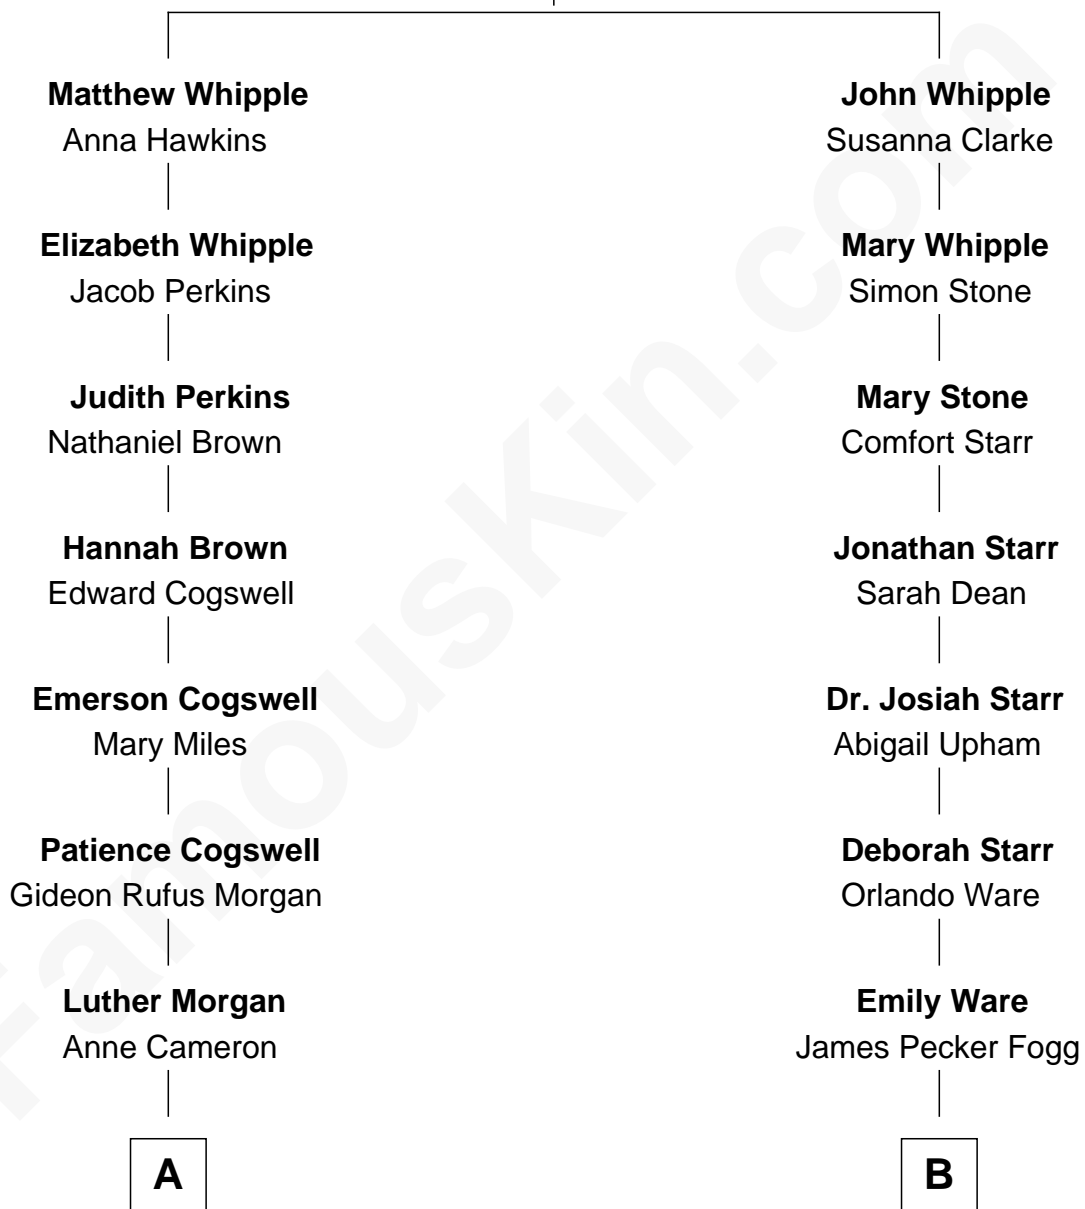 Matthew Whipple
Anna Hawkins
Elizabeth Whipple
Jacob Perkins
Judith Perkins
Nathaniel Brown
Hannah Brown
Edward Cogswell
Emerson Cogswell
Mary Miles
Patience Cogswell
Gideon Rufus Morgan
Luther Morgan
Anne Cameron
A
John Whipple
Susanna Clarke
Mary Whipple
Simon Stone
Mary Stone
Comfort Starr
Jonathan Starr
Sarah Dean
Dr. Josiah Starr
Abigail Upham
Deborah Starr
Orlando Ware
Emily Ware
James Pecker Fogg
B
FamousKin.com